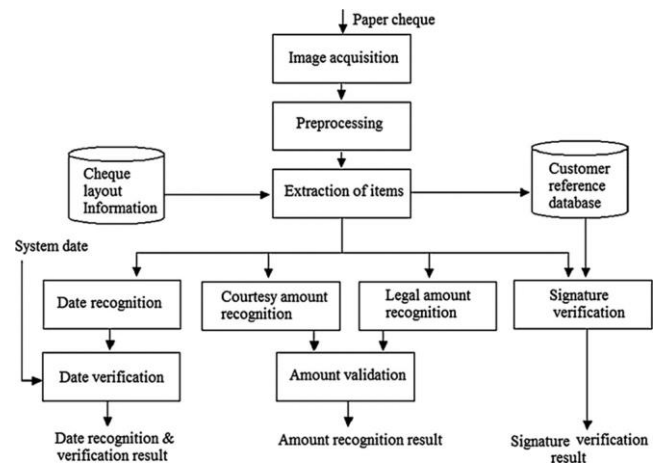 Paper cheque
Image acquisition
Preprocessing
Cheque
layout
Information
Extraction of items
Customer
reference
database
System date
Date recognition
Courtesy amount
recognition
Legal amount
recognition
Signature
verification
Date verification
Amount validation
Date recognition &
verification result
Amount recognition result
Signature verification
result